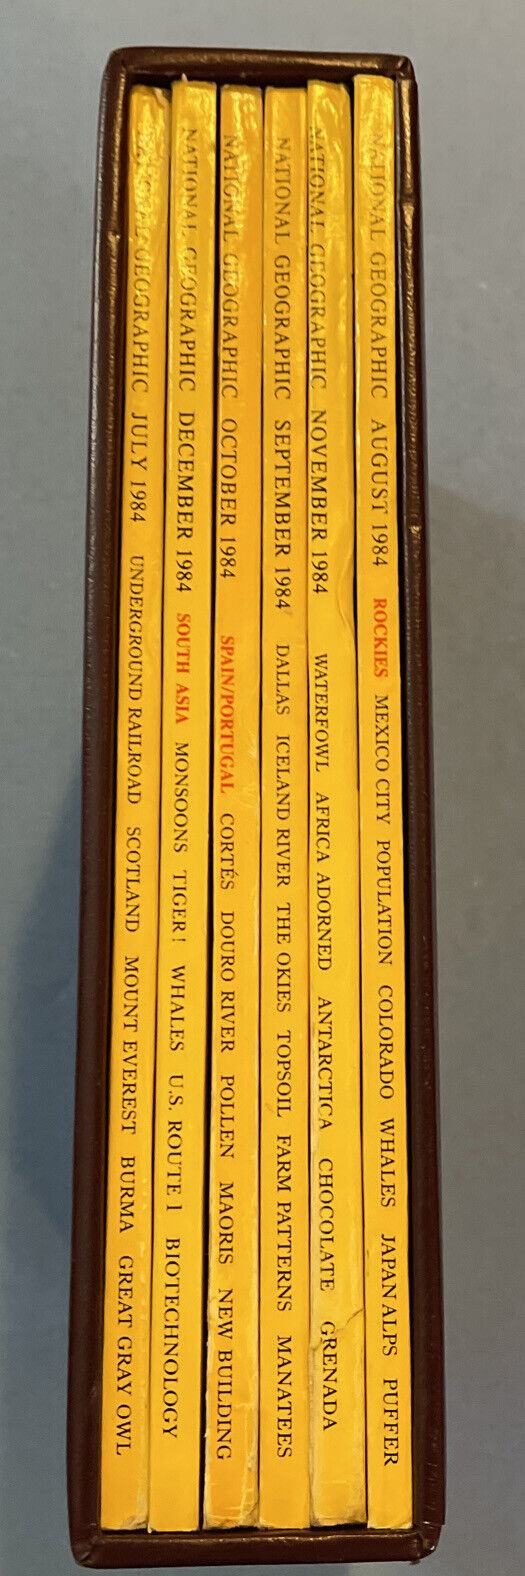 NATIONAL GEOGRAPHIC JULY 1984 UNDERGROUND RAILROAD SCOTLAND MOUNT EVEREST BURMA GREAT GRAY OWL
NATIONAL GEOGRAPHIC DECEMBER 1984 SOUTH ASIA MONSOONS TIGER! WHALES U.S. ROUTE 1 BIOTECHNOLOGY
NATIONAL GEOGRAPHIC OCTOBER 1984 SPAIN/PORTUGAL CORTÉS DOURO RIVER POLLEN MAORIS NEW BUILDING
NATIONAL GEOGRAPHIC SEPTEMBER 1984 DALLAS ICELAND RIVER THE OKIES TOPSOIL FARM PATTERNS MANATEES
NATIONAL GEOGRAPHIC NOVEMBER 1984 WATERFOWL AFRICA ADORNED ANTARCTICA CHOCOLATE GRENADA
NATIONAL GEOGRAPHIC AUGUST 1984 ROCKIES MEXICO CITY POPULATION COLORADO WHALES JAPAN ALPS PUFFER